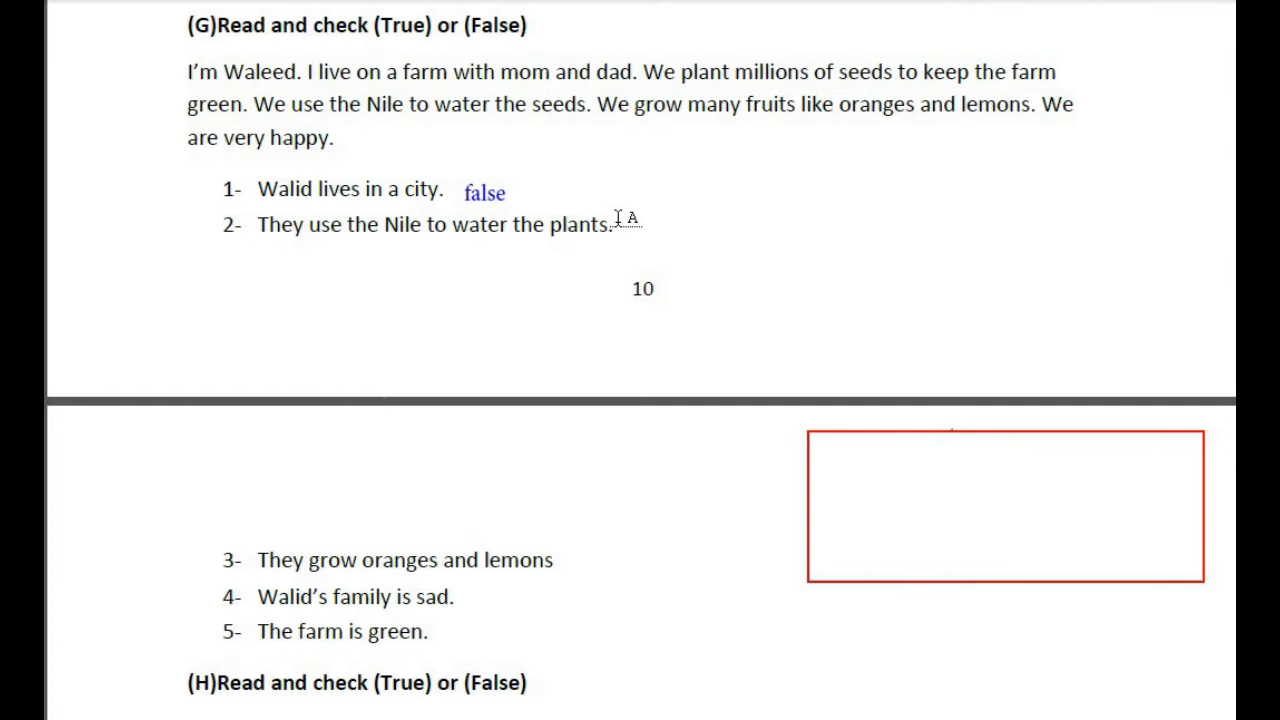 (G)Read and check (True) or (False)
I’m Waleed. I live on a farm with mom and dad. We plant millions of seeds to keep the farm
green. We use the Nile to water the seeds. We grow many fruits like oranges and lemons. We
are very happy.
1- Walid lives in a city. false
2- They use the Nile to water the plants.
10
3- They grow oranges and lemons
4- Walid’s family is sad.
5- The farm is green.
(H)Read and check (True) or (False)